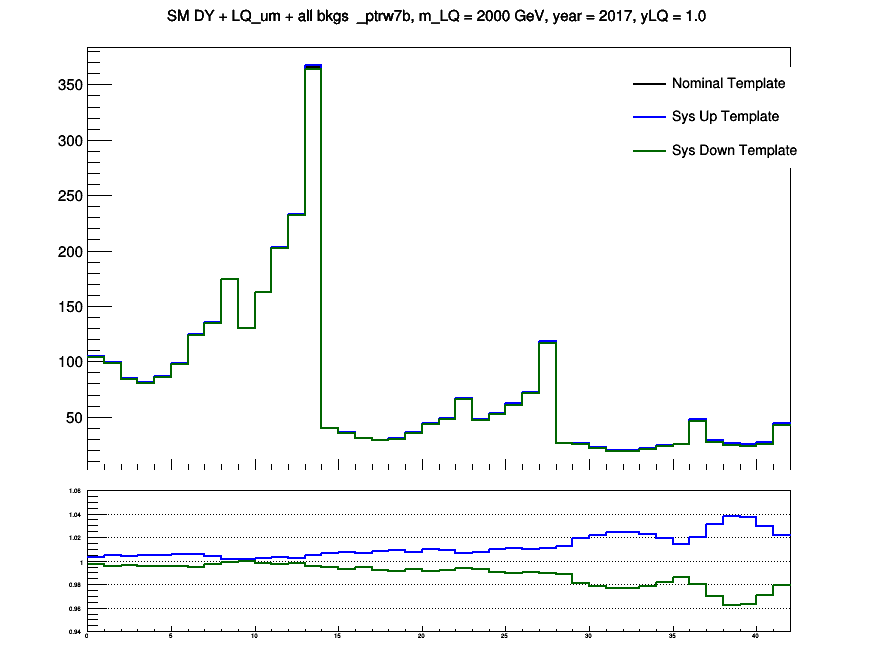 SM DY + LQ_um + all bkgs _ptrw7b, m_LQ = 2000 GeV, year = 2017, yLQ = 1.0
350
300
250
200
150
100
50
Nominal Template
Sys Up Template
Sys Down Template
1.06
1.04
1.02
1
0.98
0.96
0.94
0 5 10 15 20 25 30 35 40